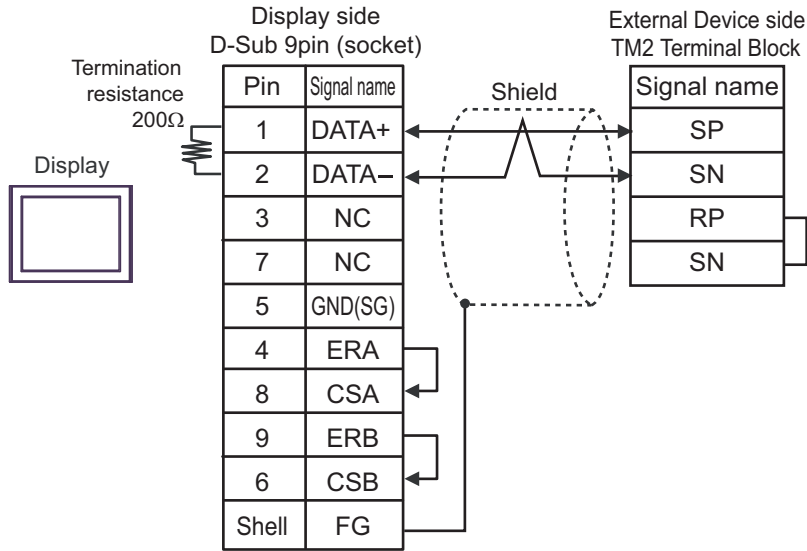 Display side
D-Sub 9pin (socket)
External Device side
TM2 Terminal Block
Termination
resistance
200Ω
Display
Shield
Pin Signal name
1 DATA+
2 DATA−
3 NC
7 NC
5 GND(SG)
4 ERA
8 CSA
9 ERB
6 CSB
Shell FG
Signal name
SP
SN
RP
SN